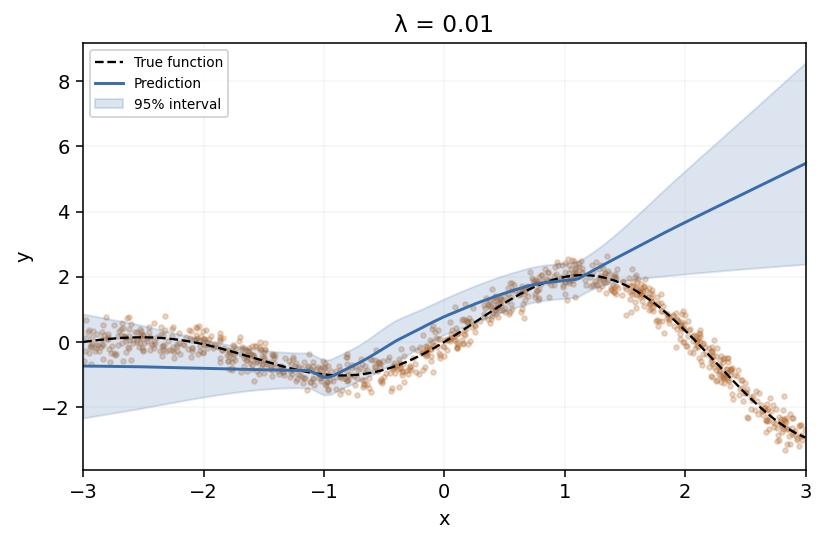 λ = 0.01
True function
Prediction
95% interval
8
6
4
2
0
−2
y
−3 −2 −1 0 1 2 3
x